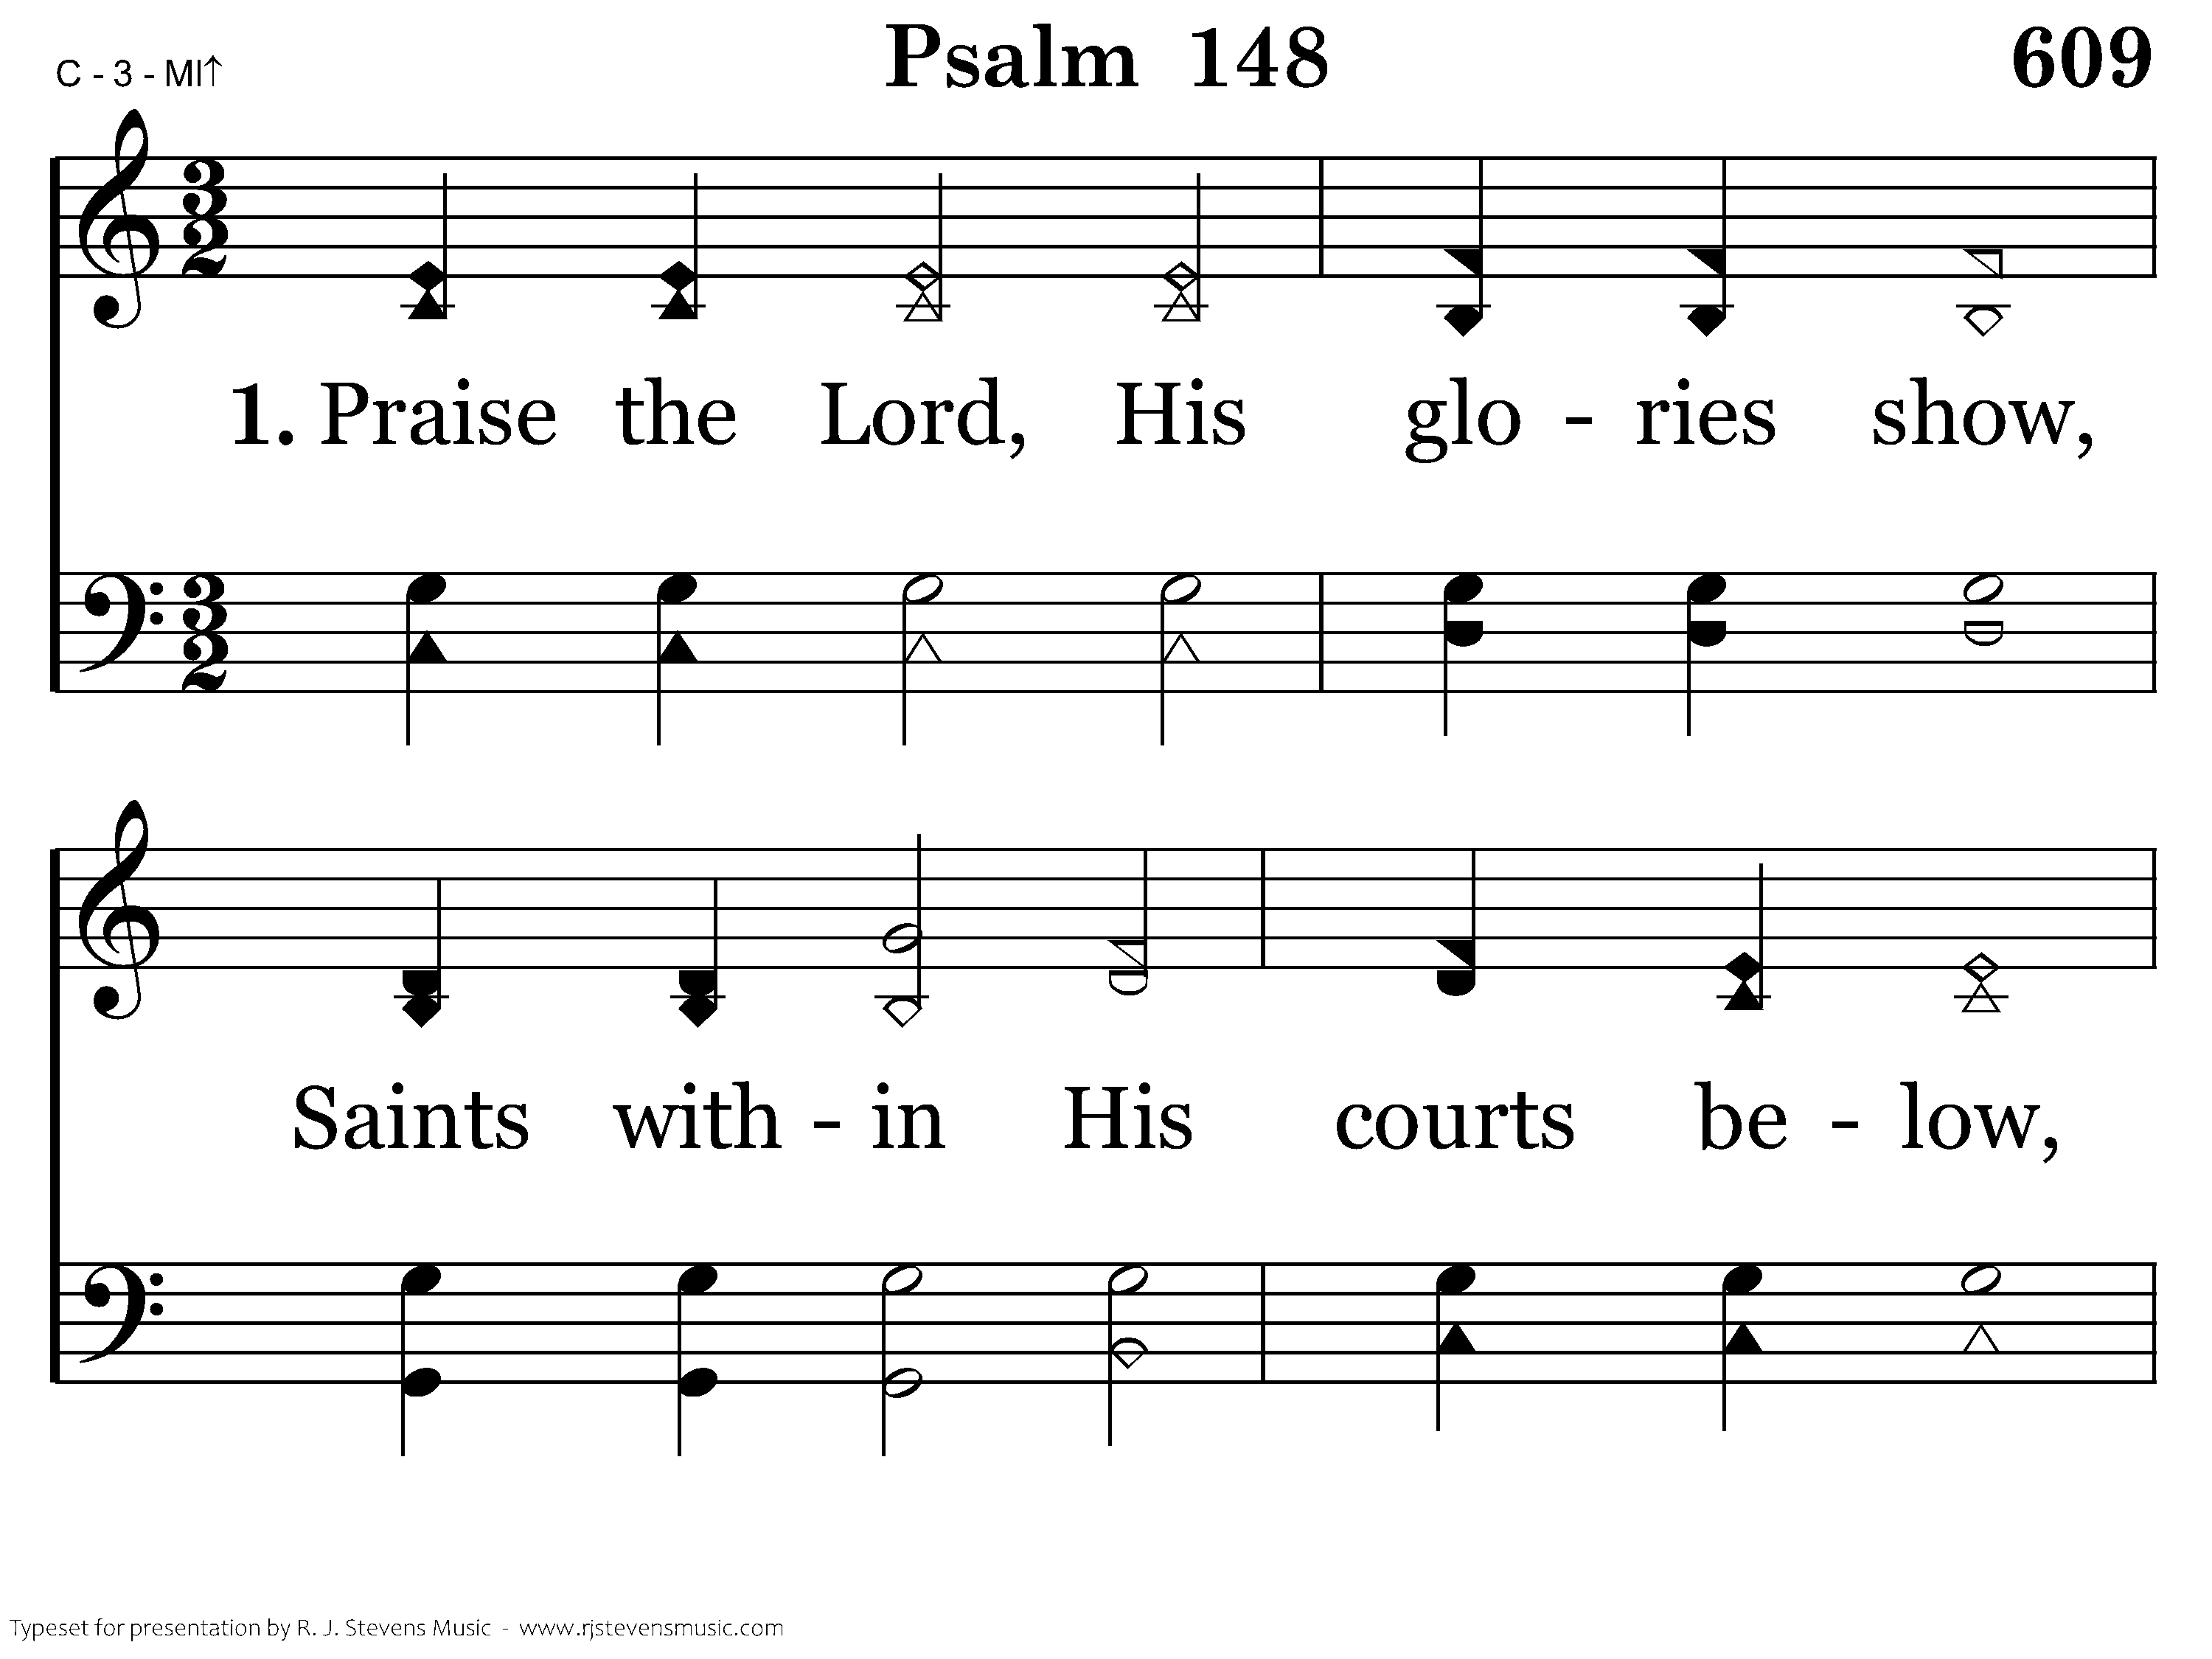 C - 3 - MI↑ Psalm 148 609
1. Praise the Lord, His glo - ries show,
Saints with - in His courts be - low,
Typeset for presentation by R. J. Stevens Music - www.rjstevensmusic.com